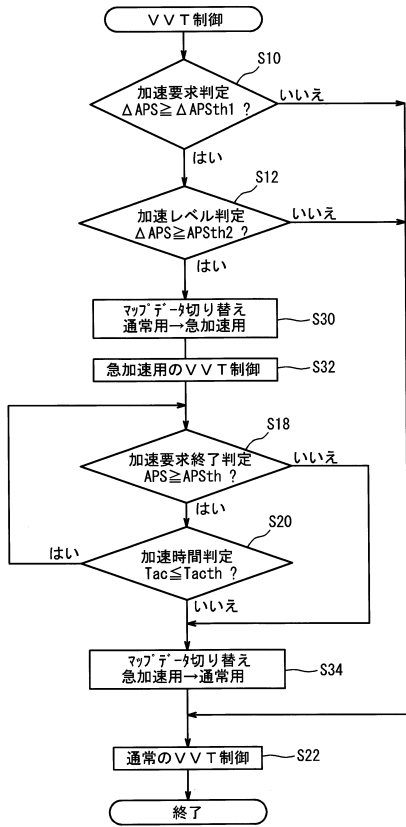 ＶＶＴ制御
S10
加速要求判定
ΔAPS≧ΔAPSth1 ?
いいえ
はい
S12
加速レベル判定
ΔAPS≧APSth2 ?
いいえ
はい
ﾏｯﾌﾟﾃﾞｰﾀ切り替え
通常用→急加速用
S30
急加速用のＶＶＴ制御
S32
S18
加速要求終了判定
APS≧APSth ?
いいえ
はい
S20
加速時間判定
Tac≦Tacth ?
はい
いいえ
ﾏｯﾌﾟﾃﾞｰﾀ切り替え
急加速用→通常用
S34
通常のＶＶＴ制御
S22
終了